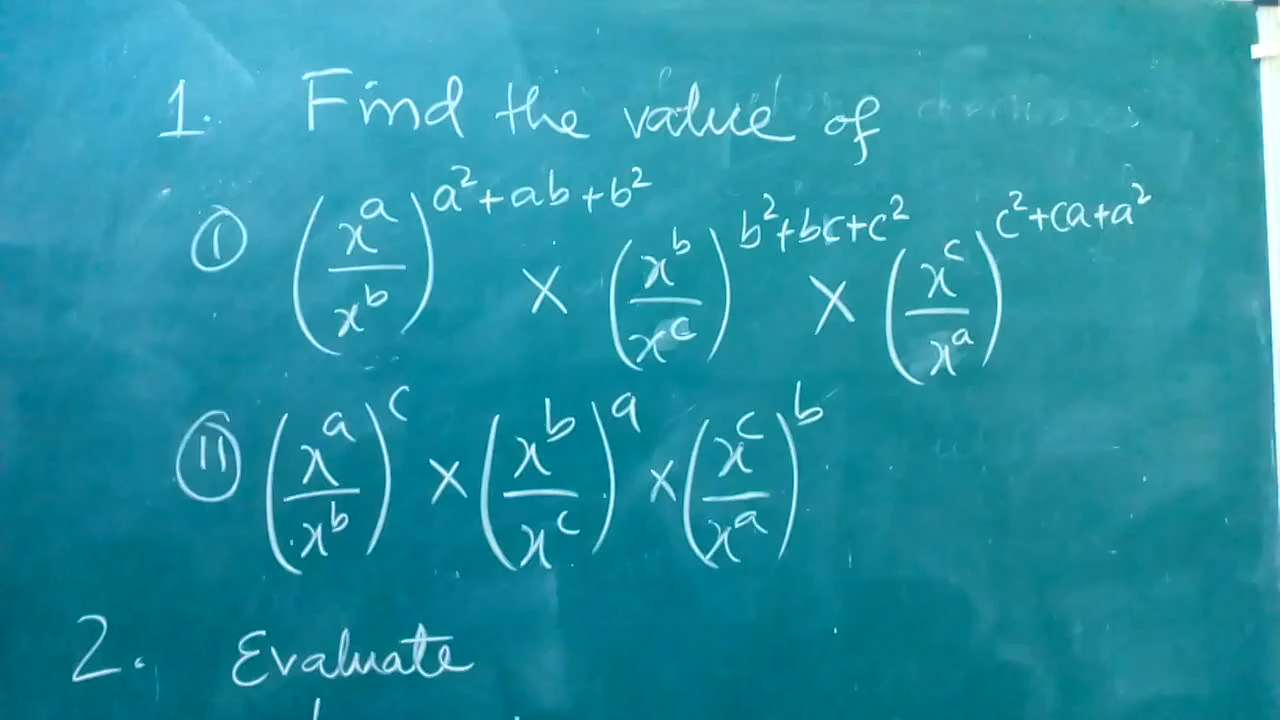 1. Find the value of
(i) (x^a/x^b)^(a²+ab+b²) × (x^b/x^c)^(b²+bc+c²) × (x^c/x^a)^(c²+ca+a²)
(ii) (x^a/x^b)^c × (x^b/x^c)^a × (x^c/x^a)^b
2. Evaluate